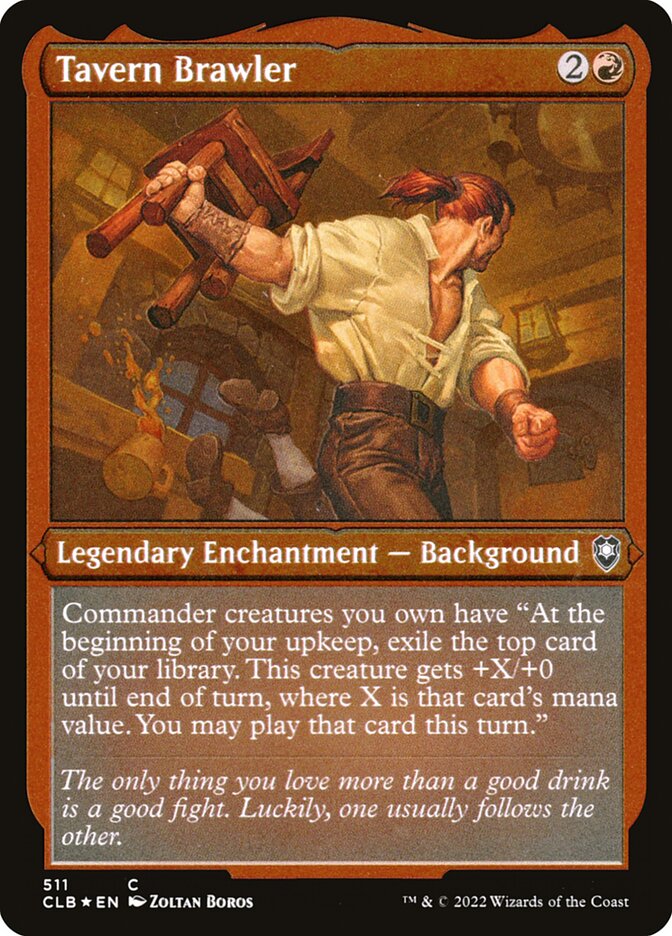 Tavern Brawler 2
Legendary Enchantment — Background
Commander creatures you own have “At the
beginning of your upkeep, exile the top card
of your library. This creature gets +X/+0
until end of turn, where X is that card’s mana
value. You may play that card this turn.”
The only thing you love more than a good drink
is a good fight. Luckily, one usually follows the
other.
511 C
CLB ★ EN Zoltan Boros ™ & © 2022 Wizards of the Coast